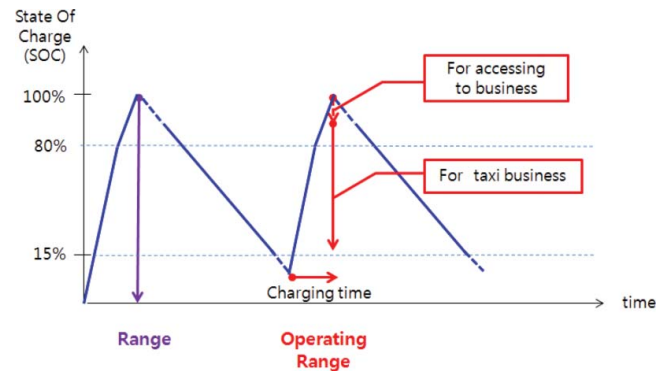 State Of
Charge
(SOC)
100%
80%
15%
For accessing
to business
For taxi business
Charging time
time
Range
Operating
Range